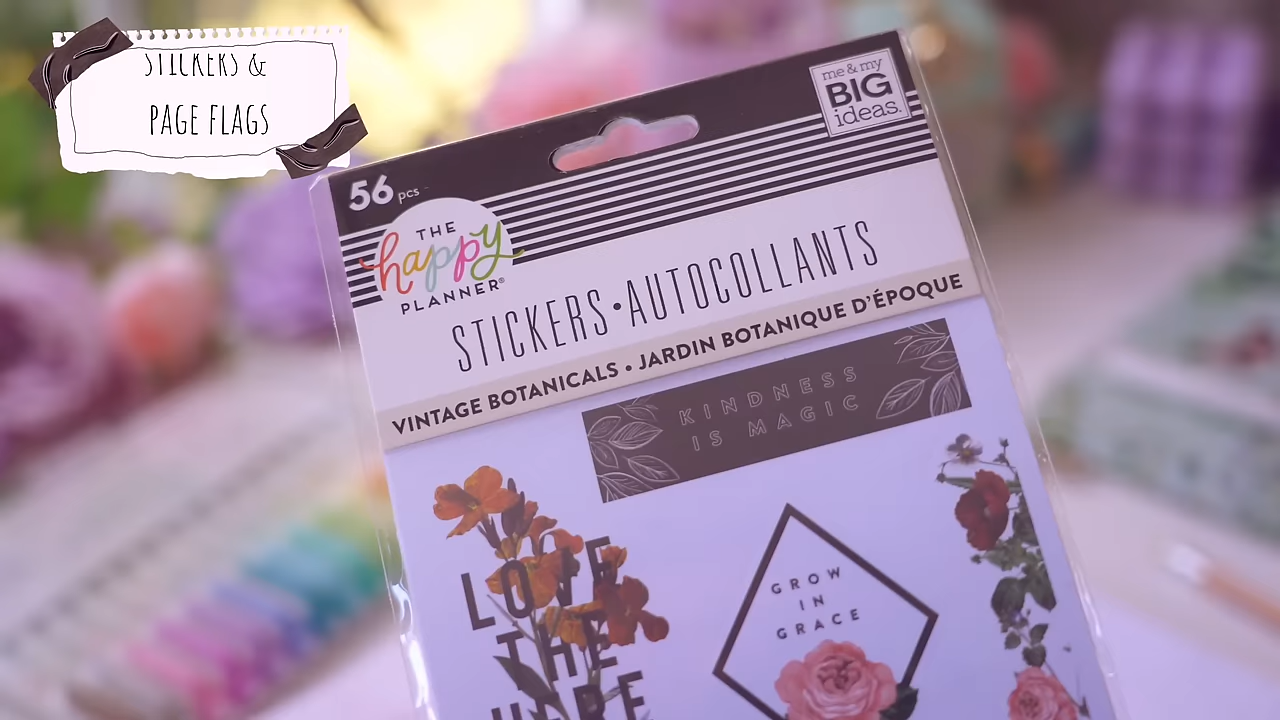 STICKERS &
PAGE FLAGS
me & my
BIG
ideas.
56 pcs
THE
happy
PLANNER®
STICKERS • AUTOCOLLANTS
VINTAGE BOTANICALS • JARDIN BOTANIQUE D'ÉPOQUE
KINDNESS
IS MAGIC
LOVE
THE
HERE
GROW
IN
GRACE